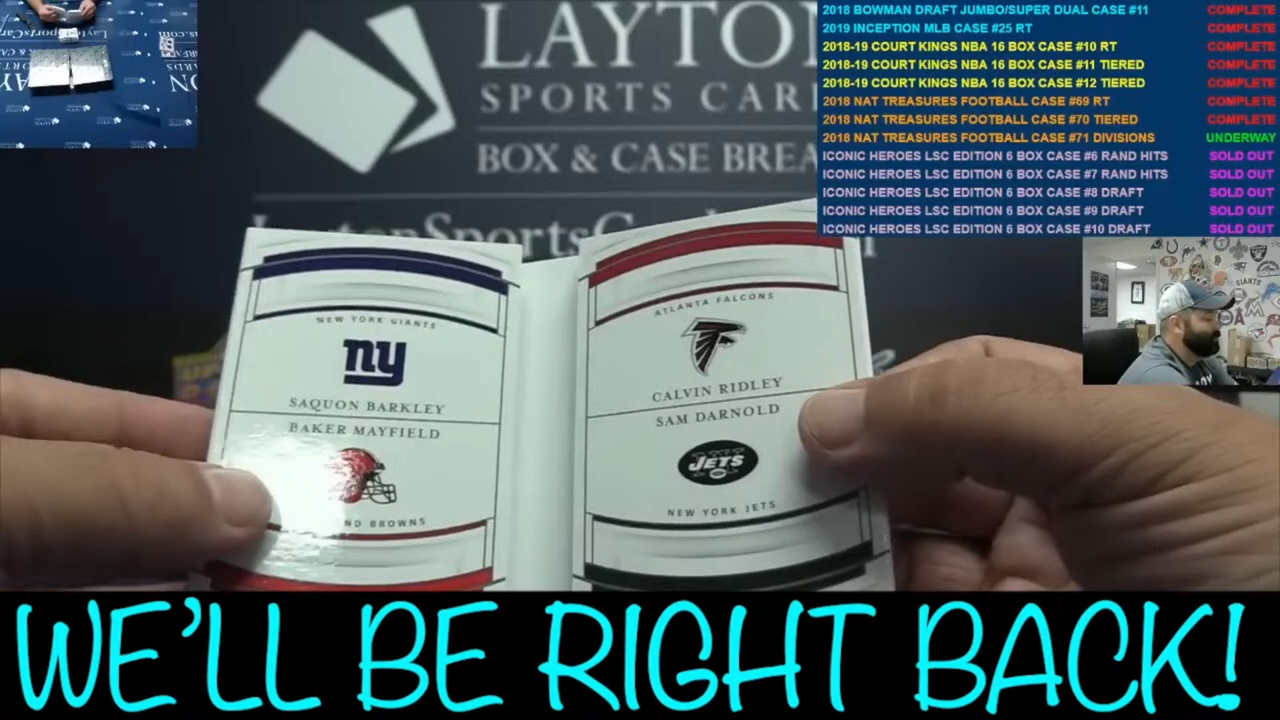 LAYTON
SPORTS CAR
BOX & CASE BREA
2018 BOWMAN DRAFT JUMBO/SUPER DUAL CASE #11 COMPLETE
2019 INCEPTION MLB CASE #25 RT COMPLETE
2018-19 COURT KINGS NBA 16 BOX CASE #10 RT COMPLETE
2018-19 COURT KINGS NBA 16 BOX CASE #11 TIERED COMPLETE
2018-19 COURT KINGS NBA 16 BOX CASE #12 TIERED COMPLETE
2018 NAT TREASURES FOOTBALL CASE #69 RT COMPLETE
2018 NAT TREASURES FOOTBALL CASE #70 TIERED COMPLETE
2018 NAT TREASURES FOOTBALL CASE #71 DIVISIONS UNDERWAY
ICONIC HEROES LSC EDITION 6 BOX CASE #6 RAND HITS SOLD OUT
ICONIC HEROES LSC EDITION 6 BOX CASE #7 RAND HITS SOLD OUT
ICONIC HEROES LSC EDITION 6 BOX CASE #8 DRAFT SOLD OUT
ICONIC HEROES LSC EDITION 6 BOX CASE #9 DRAFT SOLD OUT
ICONIC HEROES LSC EDITION 6 BOX CASE #10 DRAFT SOLD OUT
NEW YORK GIANTS
ny
SAQUON BARKLEY
BAKER MAYFIELD
ND BROWNS
ATLANTA FALCONS
CALVIN RIDLEY
SAM DARNOLD
JETS
NEW YORK JETS
WE'LL BE RIGHT BACK!